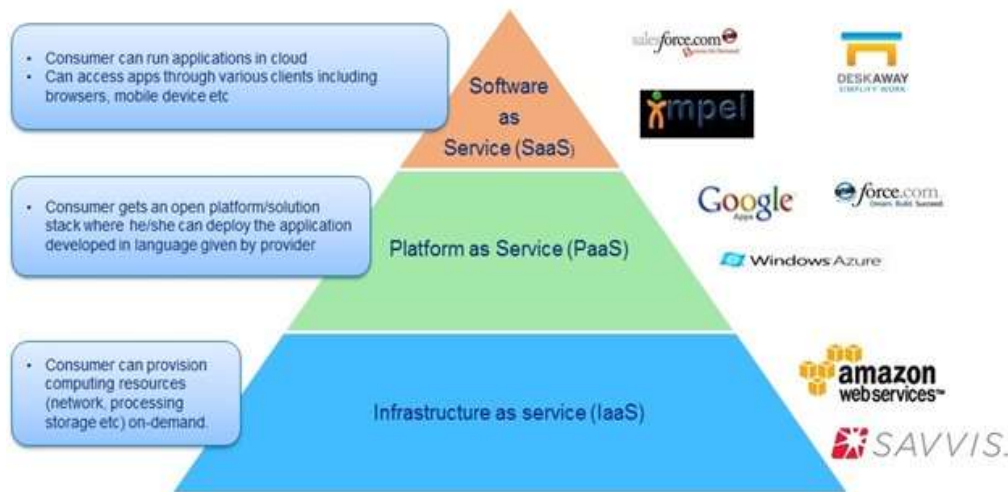 • Consumer can run applications in cloud
• Can access apps through various clients including
browsers, mobile device etc
Software
as
Service (SaaS)
salesforce.com
impel
DESKAWAY
SIMPLIFY WORK
• Consumer gets an open platform/solution
stack where he/she can deploy the application
developed in language given by provider
Platform as Service (PaaS)
Google
Apps
force.com
Dream. Build. Succeed.
Windows Azure
• Consumer can provision
computing resources
(network, processing
storage etc) on-demand.
Infrastructure as service (IaaS)
amazon
webservices™
SAVVIS.